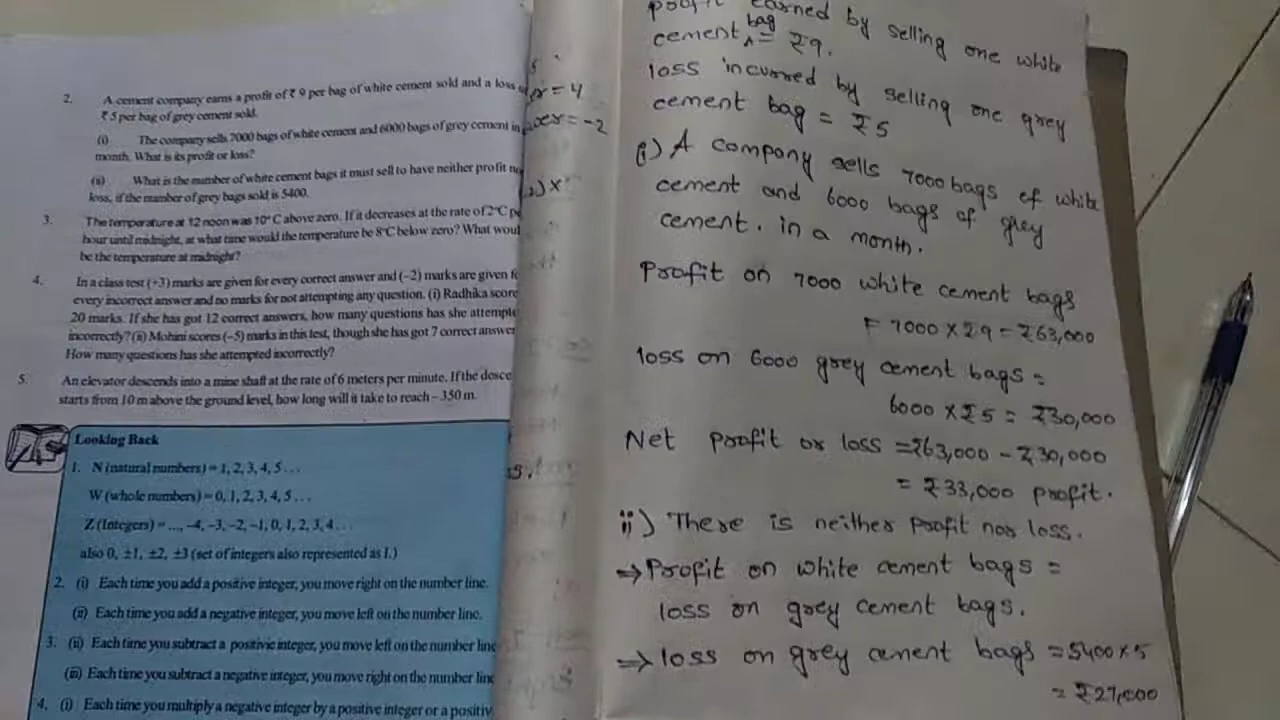 2. A cement company earns a profit of ₹ 9 per bag of white cement sold and a loss
₹ 5 per bag of grey cement sold.
(i) The company sells 7000 bags of white cement and 6000 bags of grey cement in
month. What is its profit or loss?
(ii) What is the number of white cement bags it must sell to have neither profit
loss, if the number of grey bags sold is 5400.
3. The temperature at 12 noon was 10° C above zero. If it decreases at the rate of 2°C
hour until midnight, at what time would the temperature be 8°C below zero? What
be the temperature at midnight?
4. In a class test (+3) marks are given for every correct answer and (−2) marks are given
every incorrect answer and no marks for not attempting any question. (i) Radhika
20 marks. If she has got 12 correct answers, how many questions has she
incorrectly? (ii) Mohini scores (−5) marks in this test, though she has got 7 correct
How many questions has she attempted incorrectly?
5. An elevator descends into a mine shaft at the rate of 6 meters per minute. If the
starts from 10 m above the ground level, how long will it take to reach – 350 m.
Looking Back
1. N (natural numbers) = 1, 2, 3, 4, 5 . . .
W (whole numbers) = 0, 1, 2, 3, 4, 5 . . .
Z (Integers) = ..., −4, −3, −2, −1, 0, 1, 2, 3, 4 . . .
also 0, ±1, ±2, ±3 (set of integers also represented as I.)
2. (i) Each time you add a positive integer, you move right on the number line.
(ii) Each time you add a negative integer, you move left on the number line.
3. (ii) Each time you subtract a positivie integer, you move left on the number
(iii) Each time you subtract a negative integer, you move right on the number
4. (i) Each time you multiply a negative integer by a positive integer or a
= 4
= -2
profit earned by selling one white
cement bag = ₹9.
loss incurred by selling one grey
cement bag = ₹5
(i) A company sells 7000 bags of white
cement and 6000 bags of grey
cement. in a month.
Profit on 7000 white cement bags
= 7000 × ₹9 = ₹63,000
loss on 6000 grey cement bags =
6000 × ₹5 = ₹30,000
Net profit or loss = ₹63,000 - ₹30,000
= ₹33,000 profit.
ii) There is neither Profit nor loss.
⇒ Profit on white cement bags =
loss on grey cement bags.
⇒ loss on grey cement bags = 5400×5
= ₹27,000